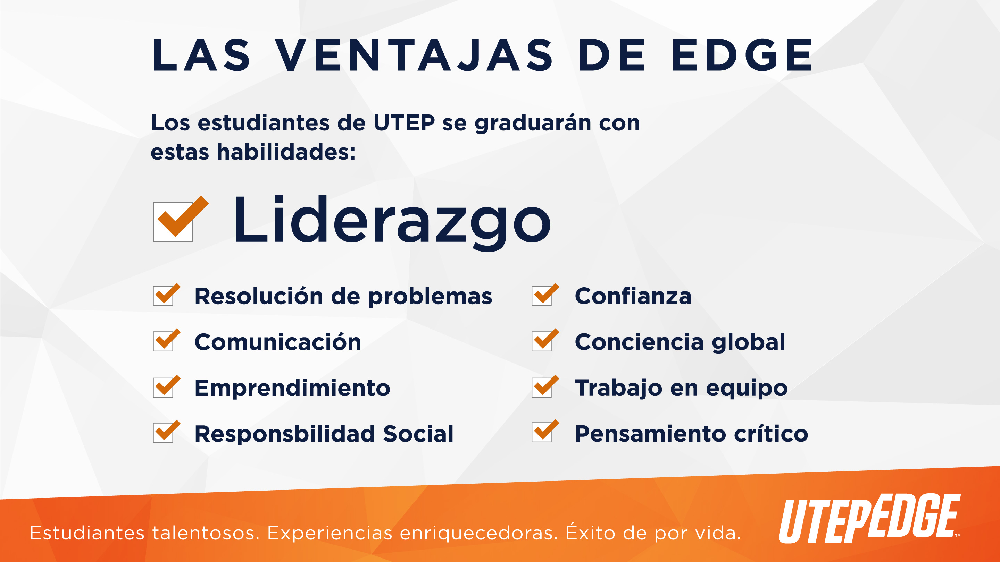 LAS VENTAJAS DE EDGE
Los estudiantes de UTEP se graduarán con
estas habilidades:
Liderazgo
Resolución de problemas
Comunicación
Emprendimiento
Responsbilidad Social
Confianza
Conciencia global
Trabajo en equipo
Pensamiento crítico
Estudiantes talentosos. Experiencias enriquecedoras. Éxito de por vida.
UTEPEDGE™